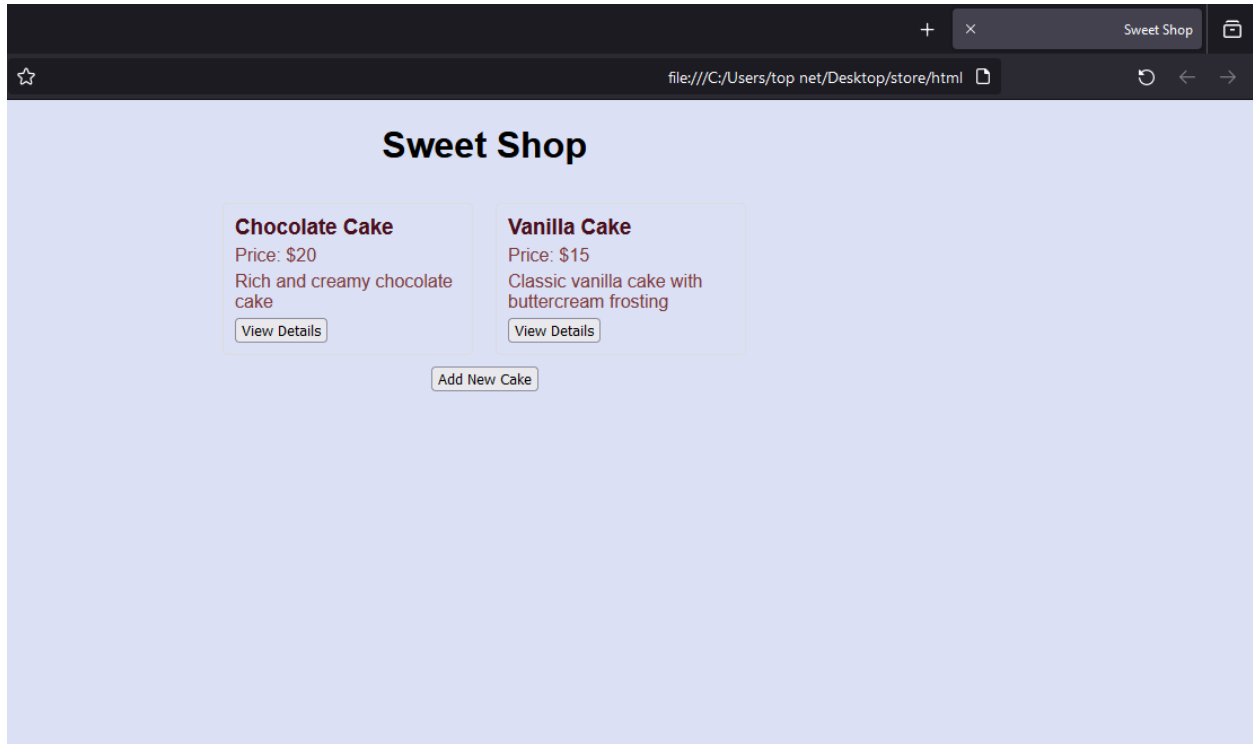 Sweet Shop
file:///C:/Users/top net/Desktop/store/html
Sweet Shop
Chocolate Cake
Price: $20
Rich and creamy chocolate
cake
View Details
Vanilla Cake
Price: $15
Classic vanilla cake with
buttercream frosting
View Details
Add New Cake